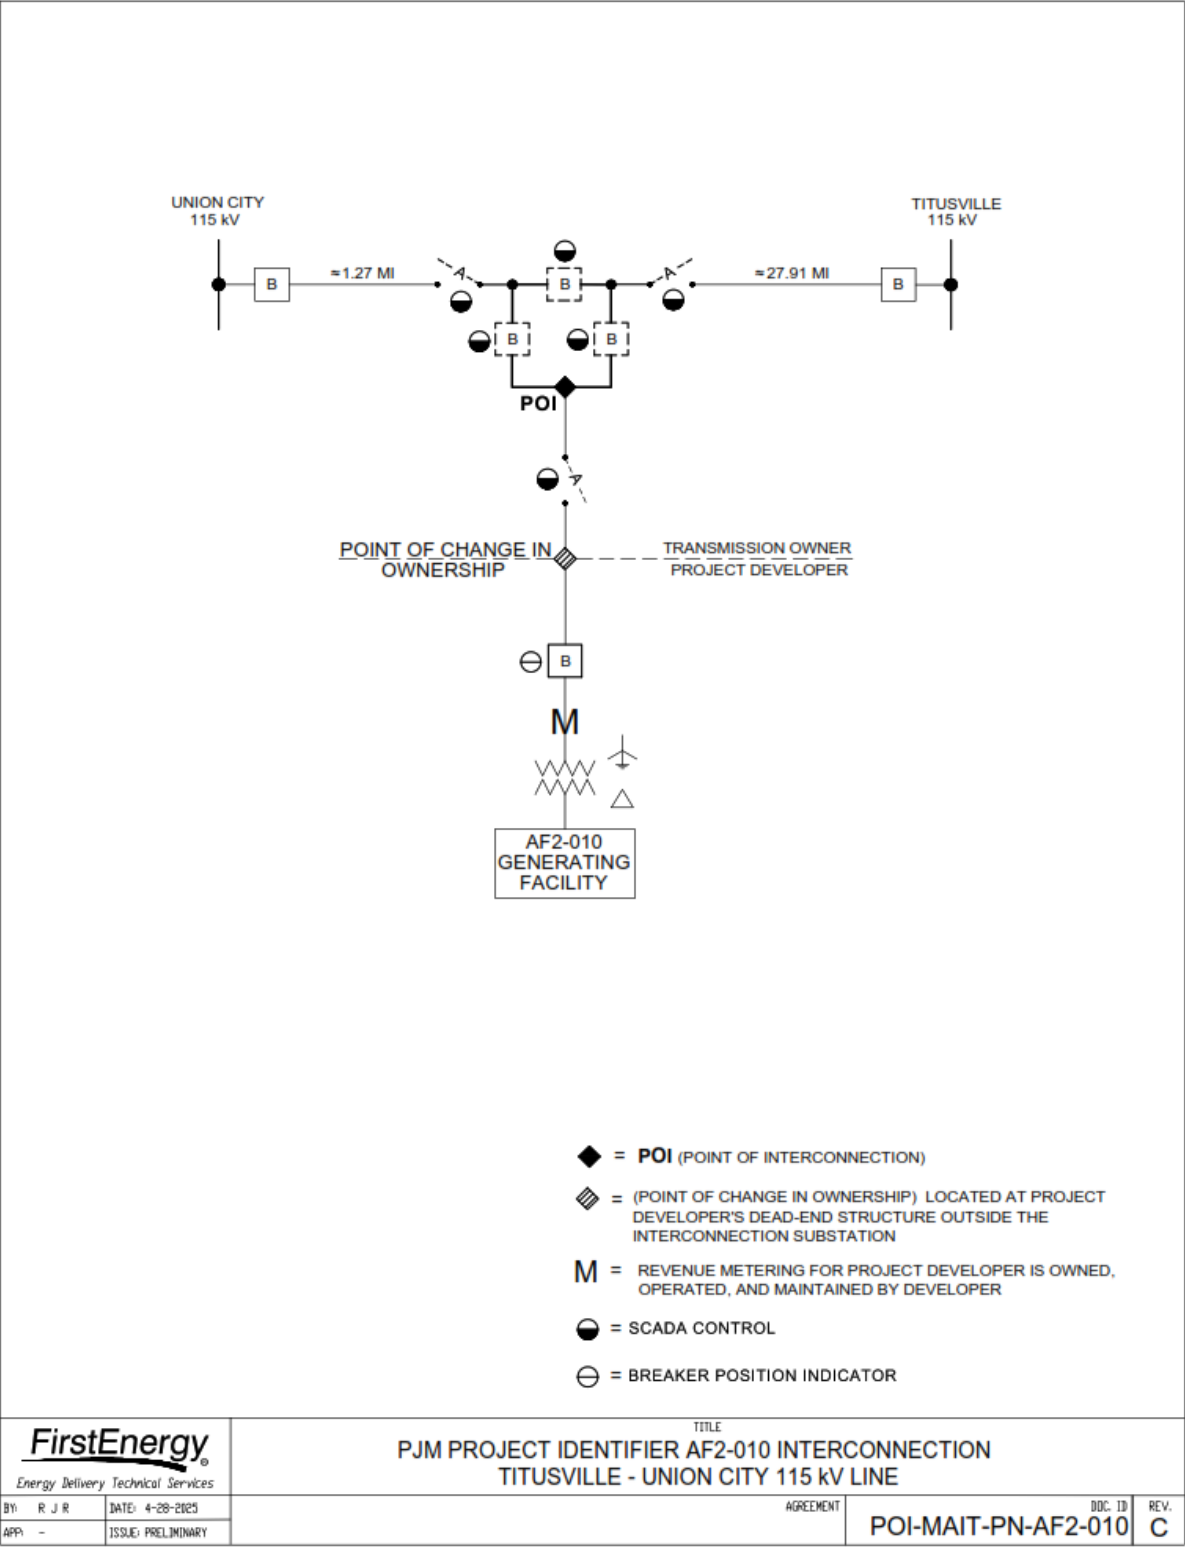 UNION CITY
115 kV
TITUSVILLE
115 kV
B
≈1.27 MI
A
B
A
≈27.91 MI
B
B
B
POI
A
POINT OF CHANGE IN
OWNERSHIP
TRANSMISSION OWNER
PROJECT DEVELOPER
B
M
AF2-010
GENERATING
FACILITY
= POI (POINT OF INTERCONNECTION)
= (POINT OF CHANGE IN OWNERSHIP) LOCATED AT PROJECT
DEVELOPER'S DEAD-END STRUCTURE OUTSIDE THE
INTERCONNECTION SUBSTATION
M = REVENUE METERING FOR PROJECT DEVELOPER IS OWNED,
OPERATED, AND MAINTAINED BY DEVELOPER
= SCADA CONTROL
= BREAKER POSITION INDICATOR
FirstEnergy®
Energy Delivery Technical Services
BY: R J R
DATE: 4-28-2025
APP: -
ISSUE: PRELIMINARY
TITLE
PJM PROJECT IDENTIFIER AF2-010 INTERCONNECTION
TITUSVILLE - UNION CITY 115 kV LINE
AGREEMENT
DOC. ID
POI-MAIT-PN-AF2-010
REV.
C